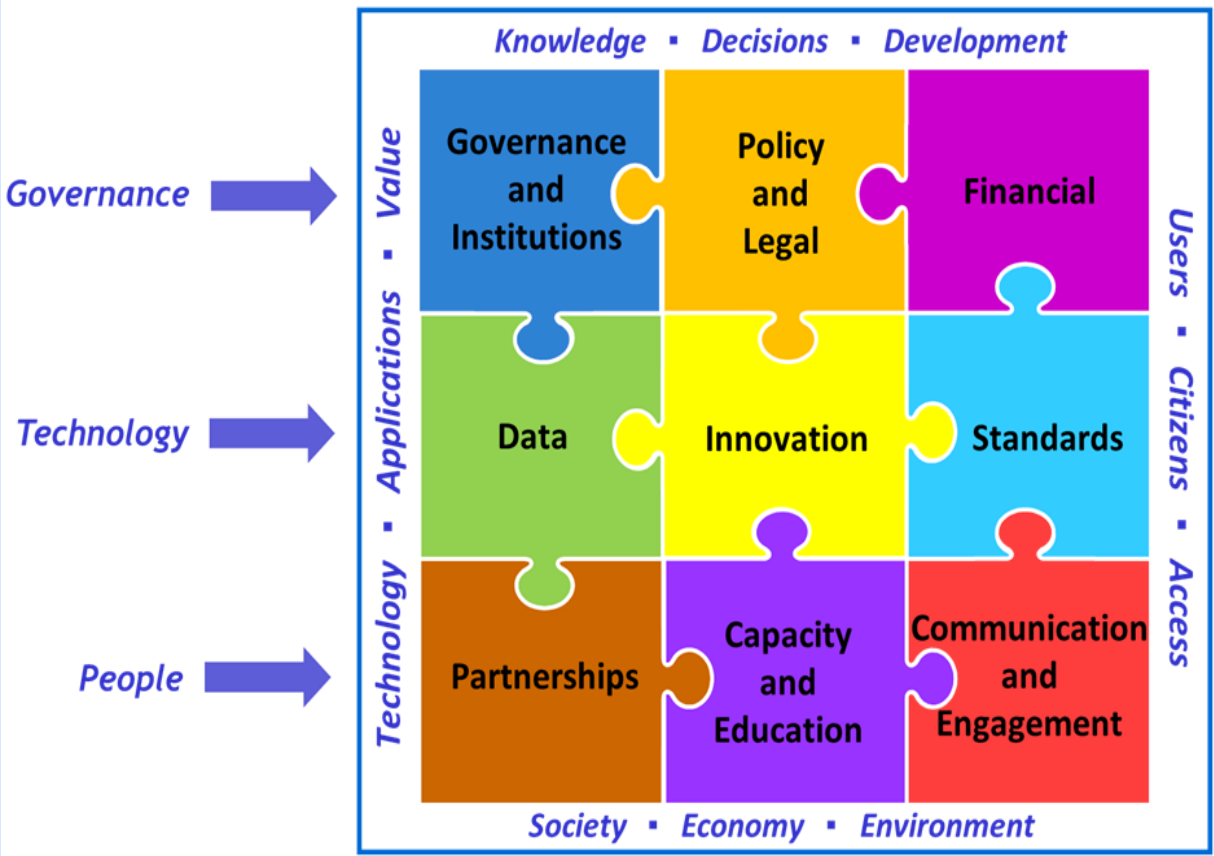 Knowledge ▪ Decisions ▪ Development
Governance
Technology
People
Technology ▪ Applications ▪ Value
Governance
and
Institutions
Policy
and
Legal
Financial
Data
Innovation
Standards
Partnerships
Capacity
and
Education
Communication
and
Engagement
Users ▪ Citizens ▪ Access
Society ▪ Economy ▪ Environment